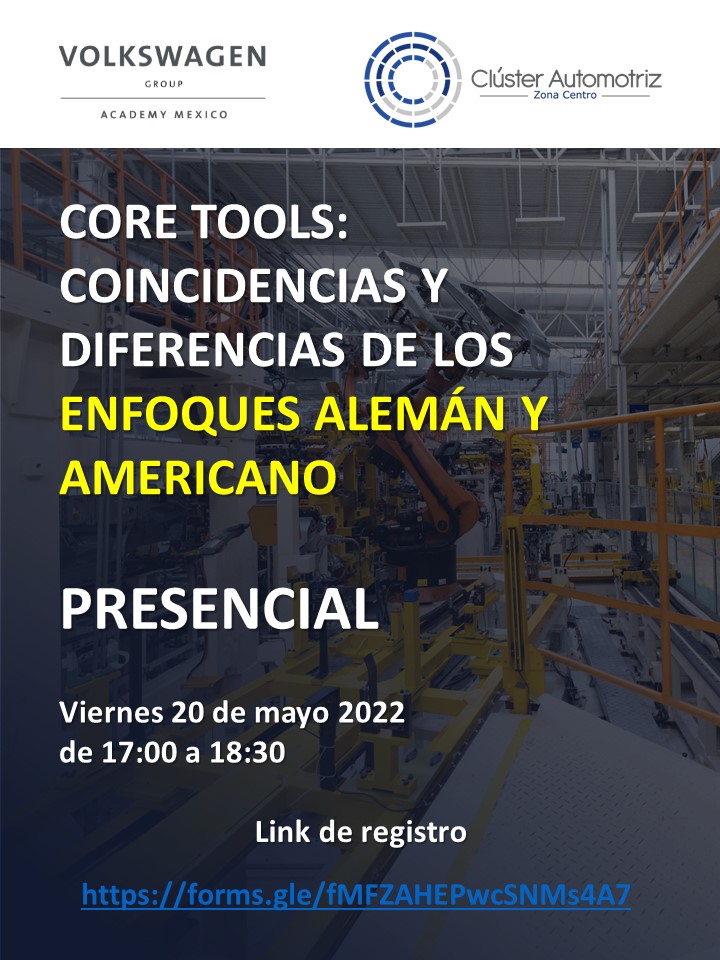 VOLKSWAGEN
GROUP
ACADEMY MEXICO
Clúster Automotriz
Zona Centro
CORE TOOLS:
COINCIDENCIAS Y
DIFERENCIAS DE LOS
ENFOQUES ALEMÁN Y
AMERICANO
PRESENCIAL
Viernes 20 de mayo 2022
de 17:00 a 18:30
Link de registro
https://forms.gle/fMFZAHEPwcSNMs4A7